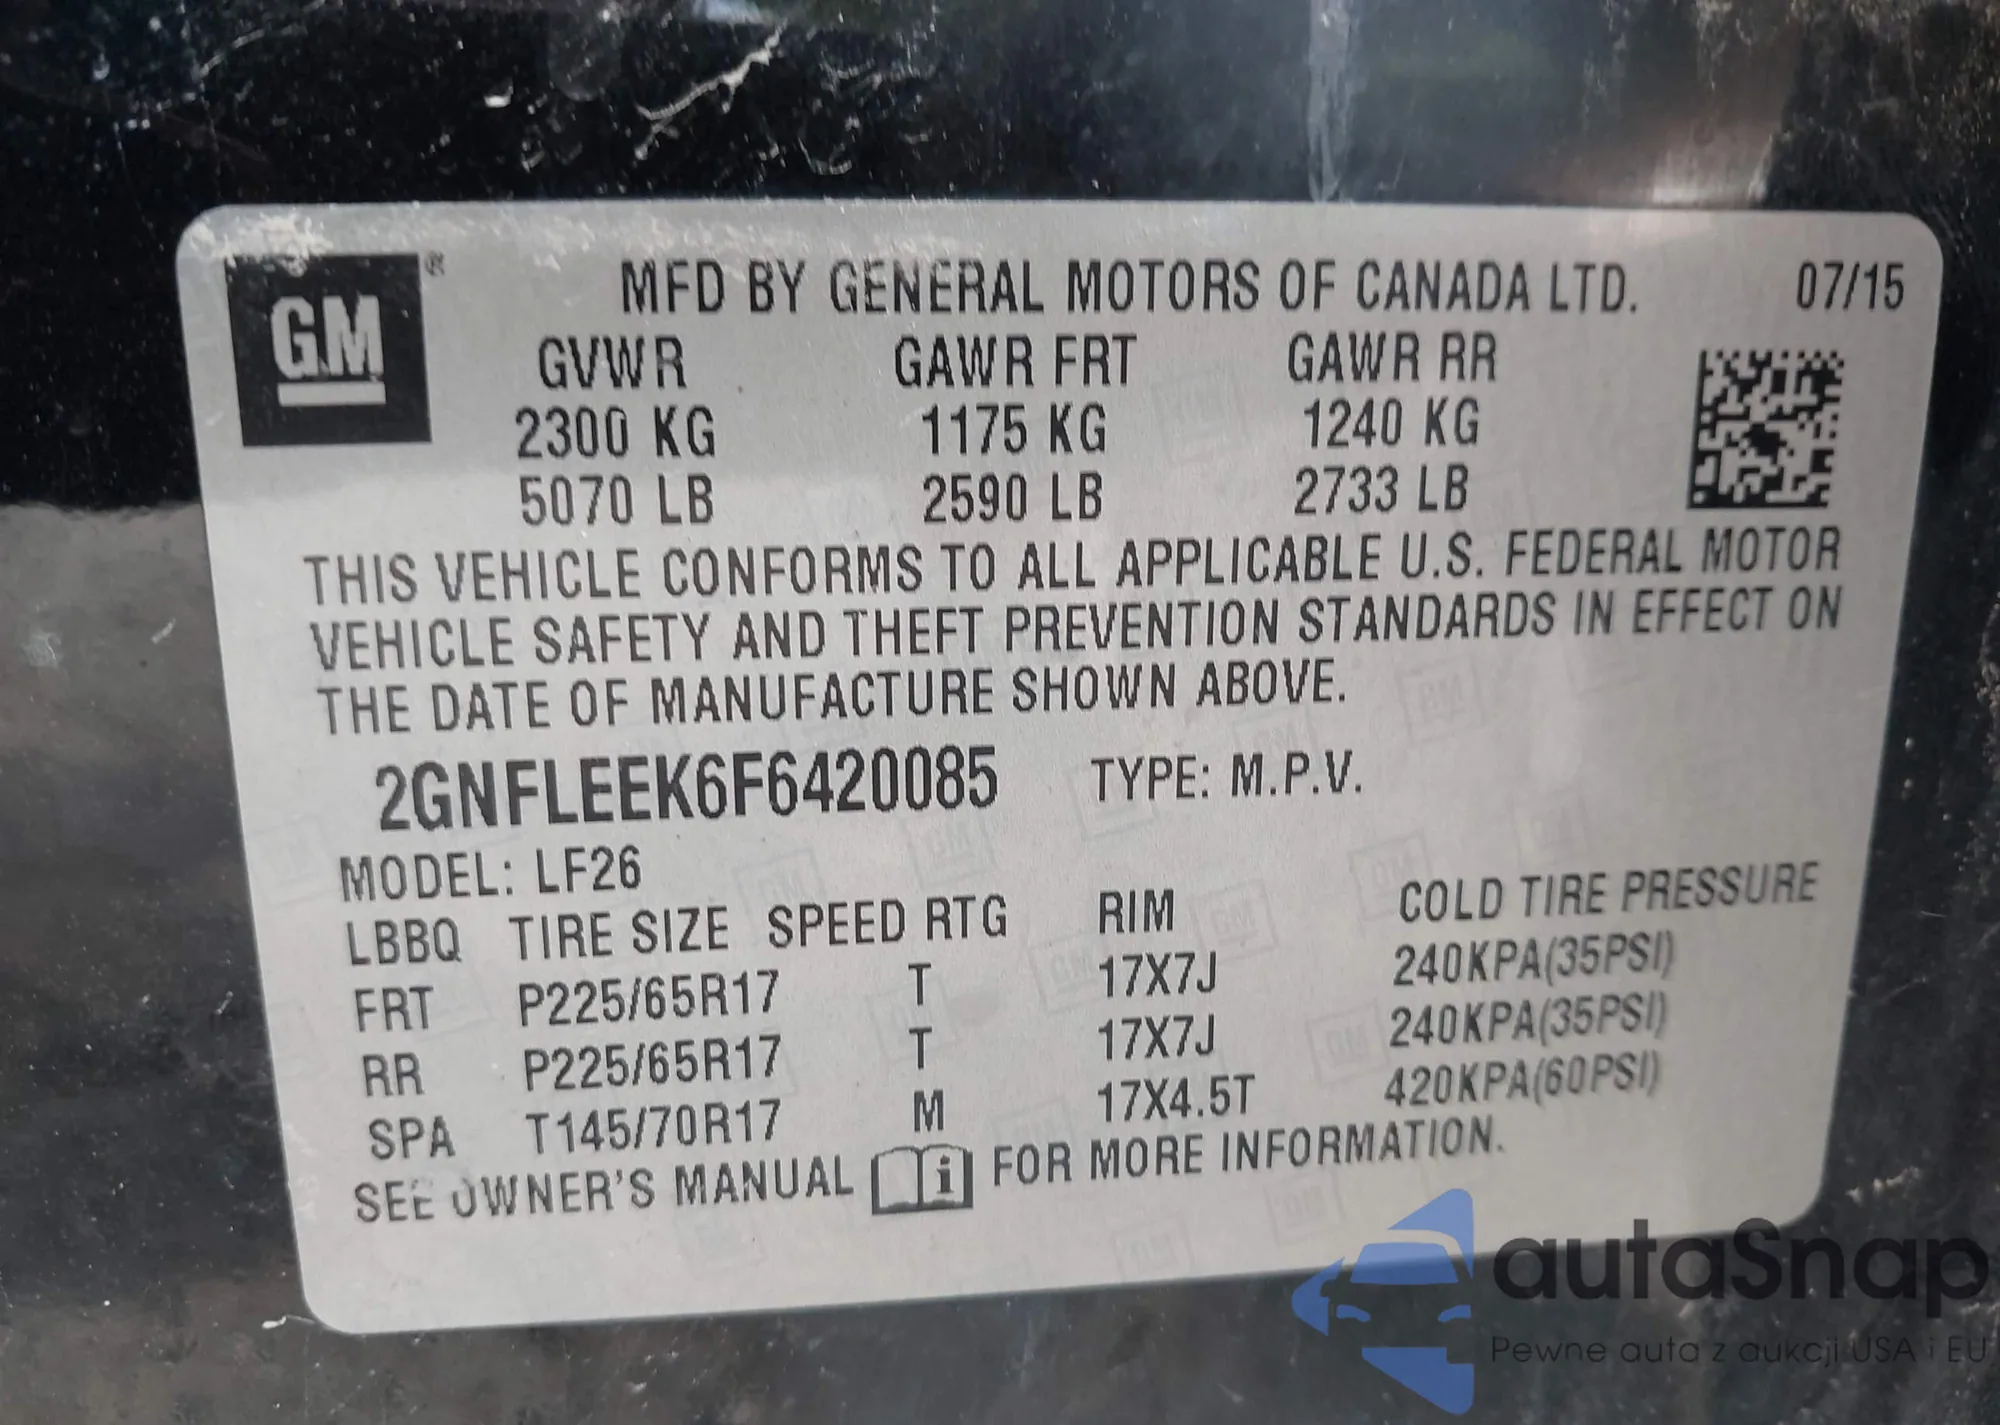 GM ®
MFD BY GENERAL MOTORS OF CANADA LTD. 07/15
GVWR GAWR FRT GAWR RR
2300 KG 1175 KG 1240 KG
5070 LB 2590 LB 2733 LB
THIS VEHICLE CONFORMS TO ALL APPLICABLE U.S. FEDERAL MOTOR
VEHICLE SAFETY AND THEFT PREVENTION STANDARDS IN EFFECT ON
THE DATE OF MANUFACTURE SHOWN ABOVE.
2GNFLEEK6F6420085 TYPE: M.P.V.
MODEL: LF26
LBBQ TIRE SIZE SPEED RTG RIM COLD TIRE PRESSURE
FRT P225/65R17 T 17X7J 240KPA(35PSI)
RR P225/65R17 T 17X7J 240KPA(35PSI)
SPA T145/70R17 M 17X4.5T 420KPA(60PSI)
SEE OWNER'S MANUAL i FOR MORE INFORMATION.
autaSnap
Pewne auta z aukcji USA i EU